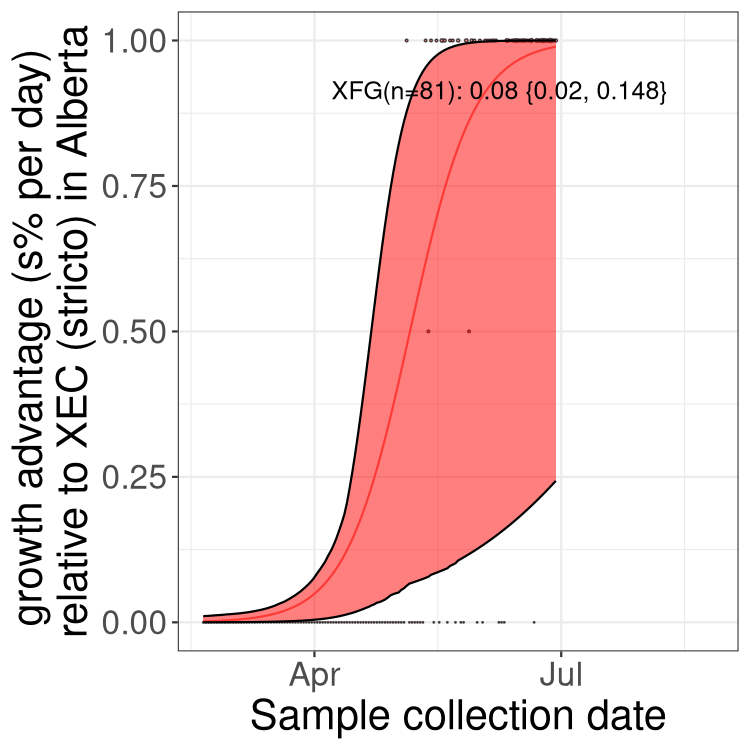 growth advantage (s% per day)
relative to XEC (stricto) in Alberta
1.00
0.75
0.50
0.25
0.00
XFG(n=81): 0.08 {0.02, 0.148}
Apr
Jul
Sample collection date